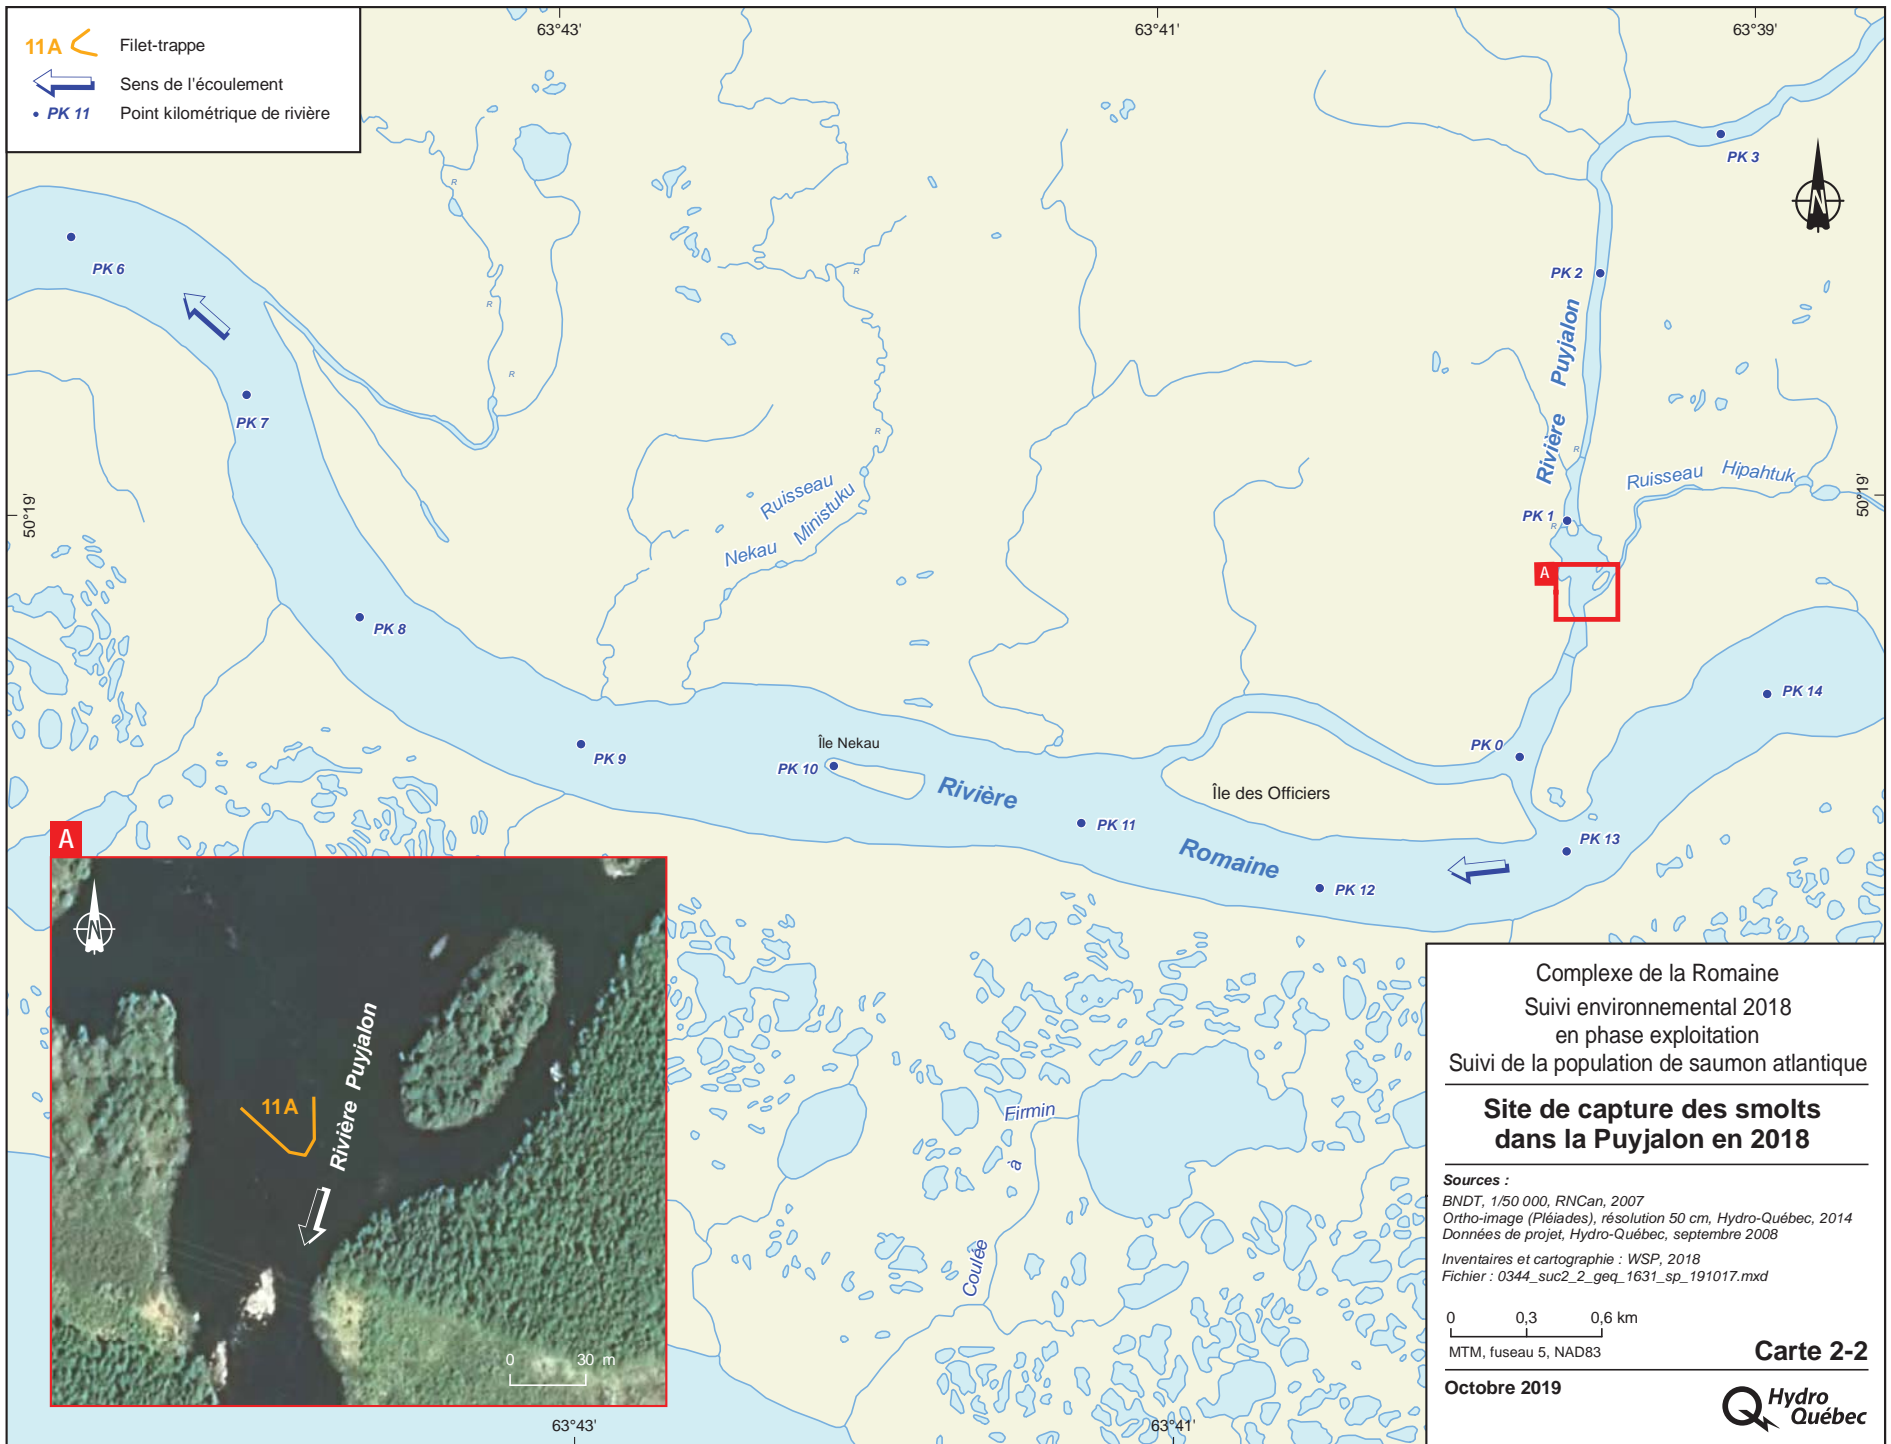 11A Filet-trappe
Sens de l'écoulement
PK 11 Point kilométrique de rivière
63°43'
63°41'
63°39'
50°19'
50°19'
PK 3
PK 2
PK 1
PK 0
PK 6
PK 7
PK 8
PK 9
PK 10
PK 11
PK 12
PK 13
PK 14
R
R
R
R
R
R
R
Rivière Puyjalon
Ruisseau Hipahtuk
Ruisseau
Nekau Ministuku
Île Nekau
Île des Officiers
Rivière Romaine
Coulée à Firmin
A
A
N
N
11A
Rivière Puyjalon
0 30 m
63°43'
63°41'
Complexe de la Romaine
Suivi environnemental 2018
en phase exploitation
Suivi de la population de saumon atlantique
Site de capture des smolts
dans la Puyjalon en 2018
Sources :
BNDT, 1/50 000, RNCan, 2007
Ortho-image (Pléiades), résolution 50 cm, Hydro-Québec, 2014
Données de projet, Hydro-Québec, septembre 2008
Inventaires et cartographie : WSP, 2018
Fichier : 0344_suc2_2_geq_1631_sp_191017.mxd
0 0,3 0,6 km
MTM, fuseau 5, NAD83
Carte 2-2
Octobre 2019
Hydro
Québec